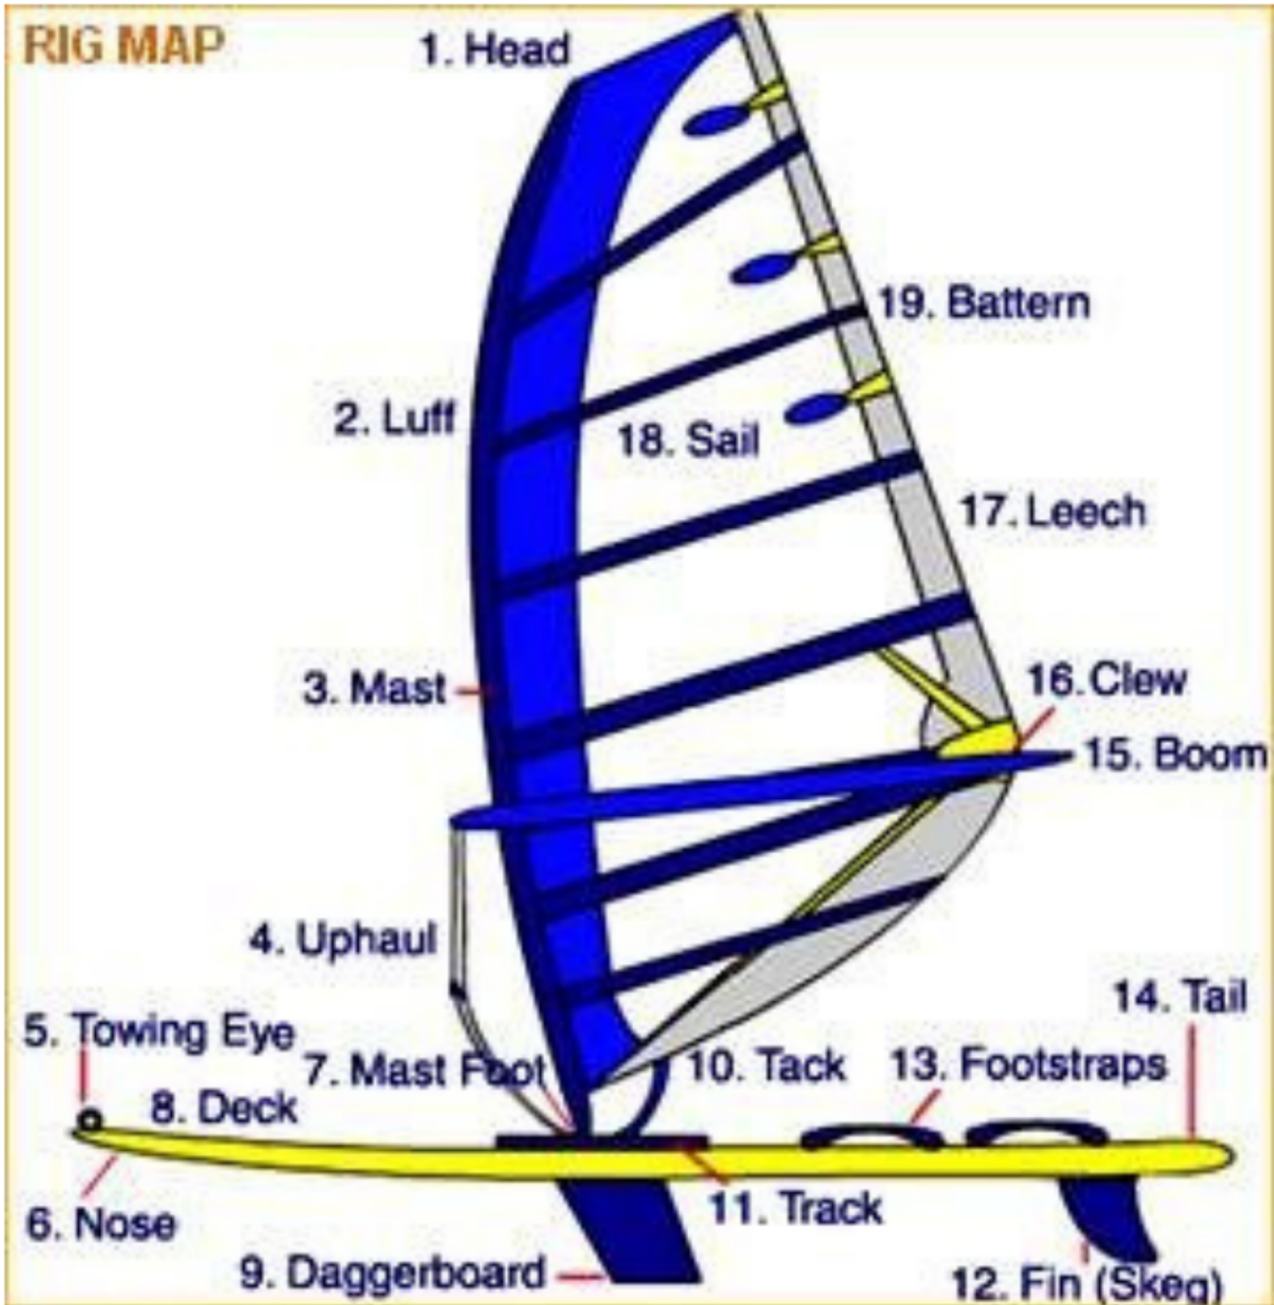 RIG MAP
1. Head
19. Battern
2. Luff
18. Sail
17. Leech
3. Mast
16. Clew
15. Boom
4. Uphaul
14. Tail
5. Towing Eye
7. Mast Foot
10. Tack
13. Footstraps
8. Deck
11. Track
6. Nose
9. Daggerboard
12. Fin (Skeg)